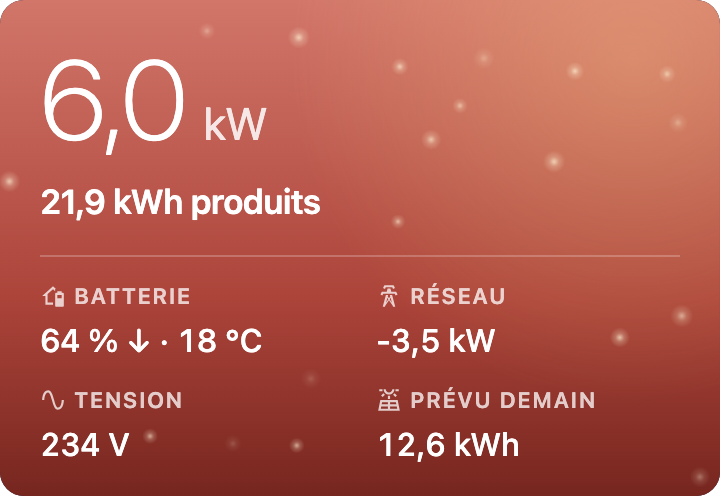 6,0 kW
21,9 kWh produits
BATTERIE
64 % ↓ · 18 °C
RÉSEAU
-3,5 kW
TENSION
234 V
PRÉVU DEMAIN
12,6 kWh